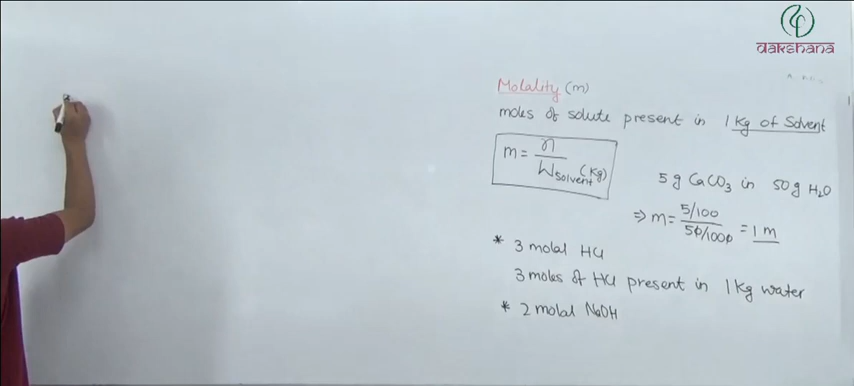 dakshana
Molality (m)
moles of solute present in 1 Kg of Solvent
m = n / W solvent (Kg)
5 g CaCO₃ in 50 g H₂O
⇒ m = 5/100 / 50/1000 = 1 m
* 3 molal HCl
3 moles of HCl present in 1 Kg water
* 2 molal NaOH